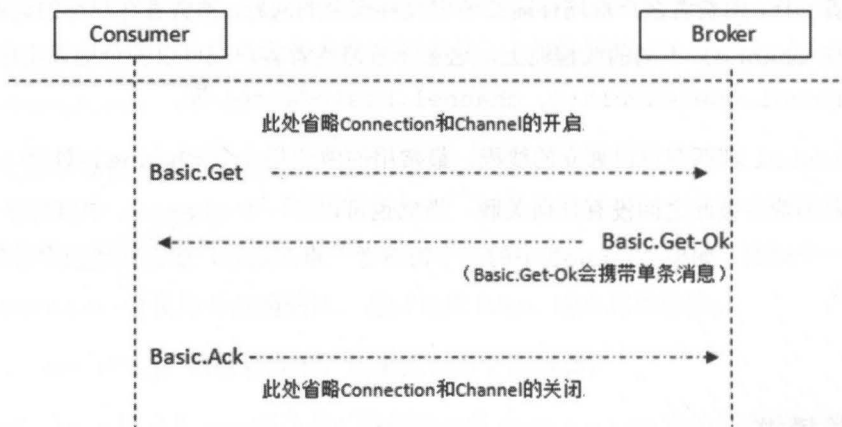 Consumer
Broker
此处省略Connection和Channel的开启.
Basic.Get
Basic.Get-Ok
（Basic.Get-Ok会携带单条消息）
Basic.Ack
此处省略Connection和Channel的关闭.